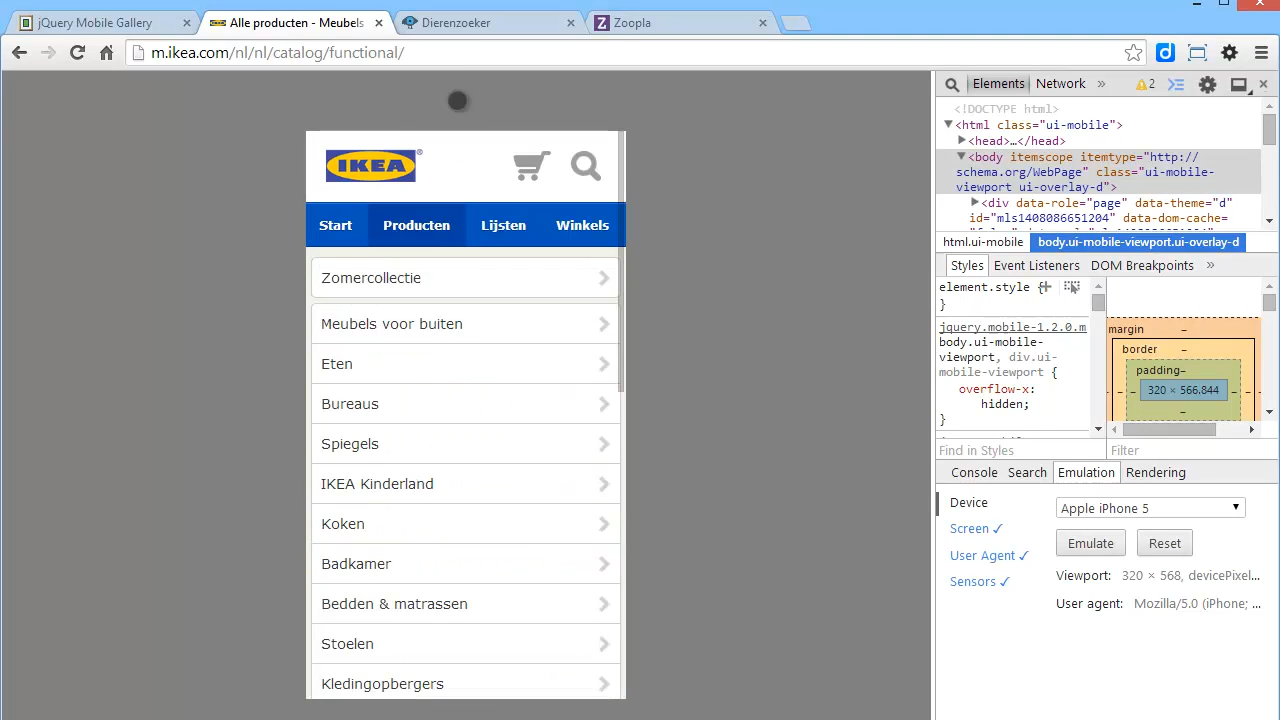 jQuery Mobile Gallery
Alle producten - Meubels
Dierenzoeker
Zoopla
m.ikea.com/nl/nl/catalog/functional/
IKEA
Start Producten Lijsten Winkels
Zomercollectie
Meubels voor buiten
Eten
Bureaus
Spiegels
IKEA Kinderland
Koken
Badkamer
Bedden & matrassen
Stoelen
Kledingopbergers
Elements Network » 2
<!DOCTYPE html>
<html class="ui-mobile">
<head>…</head>
<body itemscope itemtype="http://
schema.org/WebPage" class="ui-mobile-
viewport ui-overlay-d">
<div data-role="page" data-theme="d"
id="mls1408086651204" data-dom-cache=
html.ui-mobile body.ui-mobile-viewport.ui-overlay-d
Styles Event Listeners DOM Breakpoints »
element.style {
}
jquery.mobile-1.2.0.m
body.ui-mobile-
viewport, div.ui-
mobile-viewport {
overflow-x:
hidden;
}
margin –
border –
padding–
– – – 320 × 566.844 – – –
–
Find in Styles Filter
Console Search Emulation Rendering
Device
Screen ✓
User Agent ✓
Sensors ✓
Apple iPhone 5
Emulate Reset
Viewport: 320 × 568, devicePixel...
User agent: Mozilla/5.0 (iPhone; ...